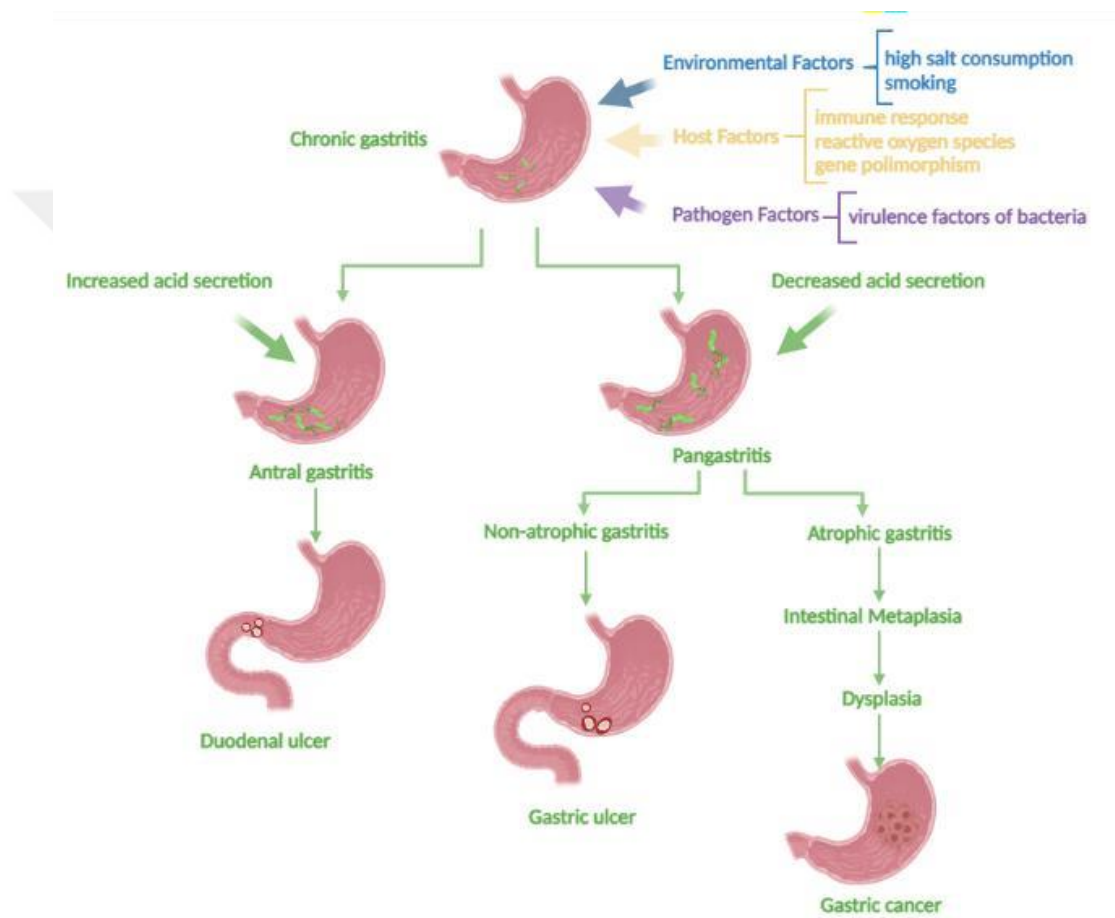 Environmental Factors
high salt consumption
smoking
Chronic gastritis
Host Factors
immune response
reactive oxygen species
gene polimorphism
Pathogen Factors
virulence factors of bacteria
Increased acid secretion
Decreased acid secretion
Antral gastritis
Pangastritis
Non-atrophic gastritis
Atrophic gastritis
Intestinal Metaplasia
Dysplasia
Duodenal ulcer
Gastric ulcer
Gastric cancer